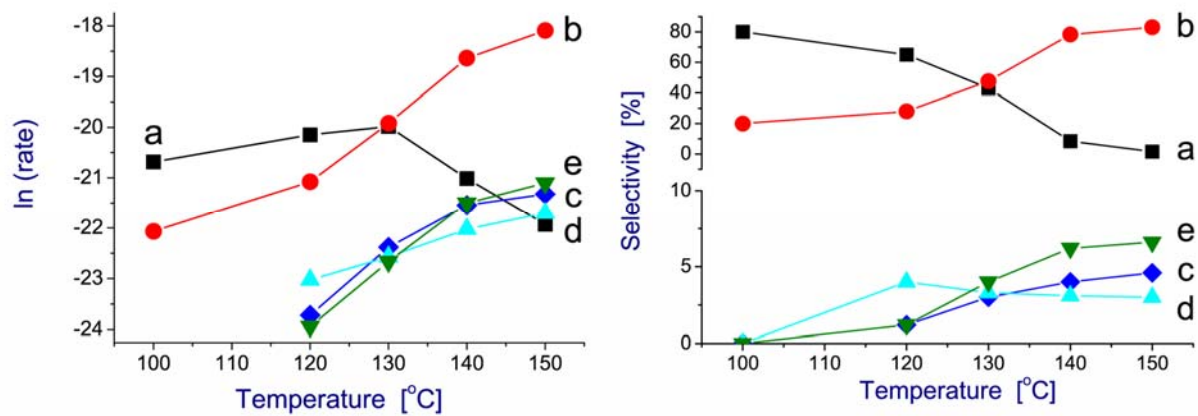 -18
-19
-20
-21
-22
-23
-24
ln (rate)
a
b
e
c
d
100 110 120 130 140 150
Temperature [°C]
80
60
40
20
0
10
5
0
Selectivity [%]
b
a
e
c
d
100 110 120 130 140 150
Temperature [°C]